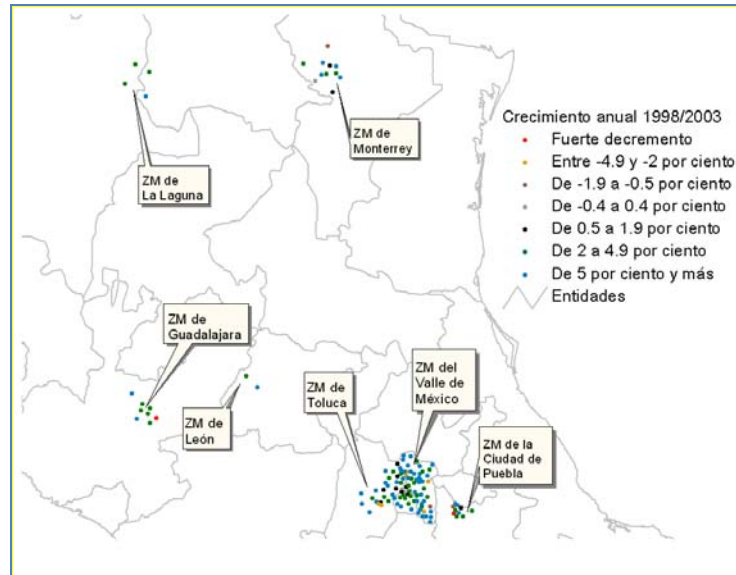 ZM de
La Laguna
ZM de
Monterrey
Crecimiento anual 1998/2003
Fuerte decremento
Entre -4.9 y -2 por ciento
De -1.9 a -0.5 por ciento
De -0.4 a 0.4 por ciento
De 0.5 a 1.9 por ciento
De 2 a 4.9 por ciento
De 5 por ciento y más
Entidades
ZM de
Guadalajara
ZM de
León
ZM de
Toluca
ZM del
Valle de
México
ZM de la
Ciudad de
Puebla